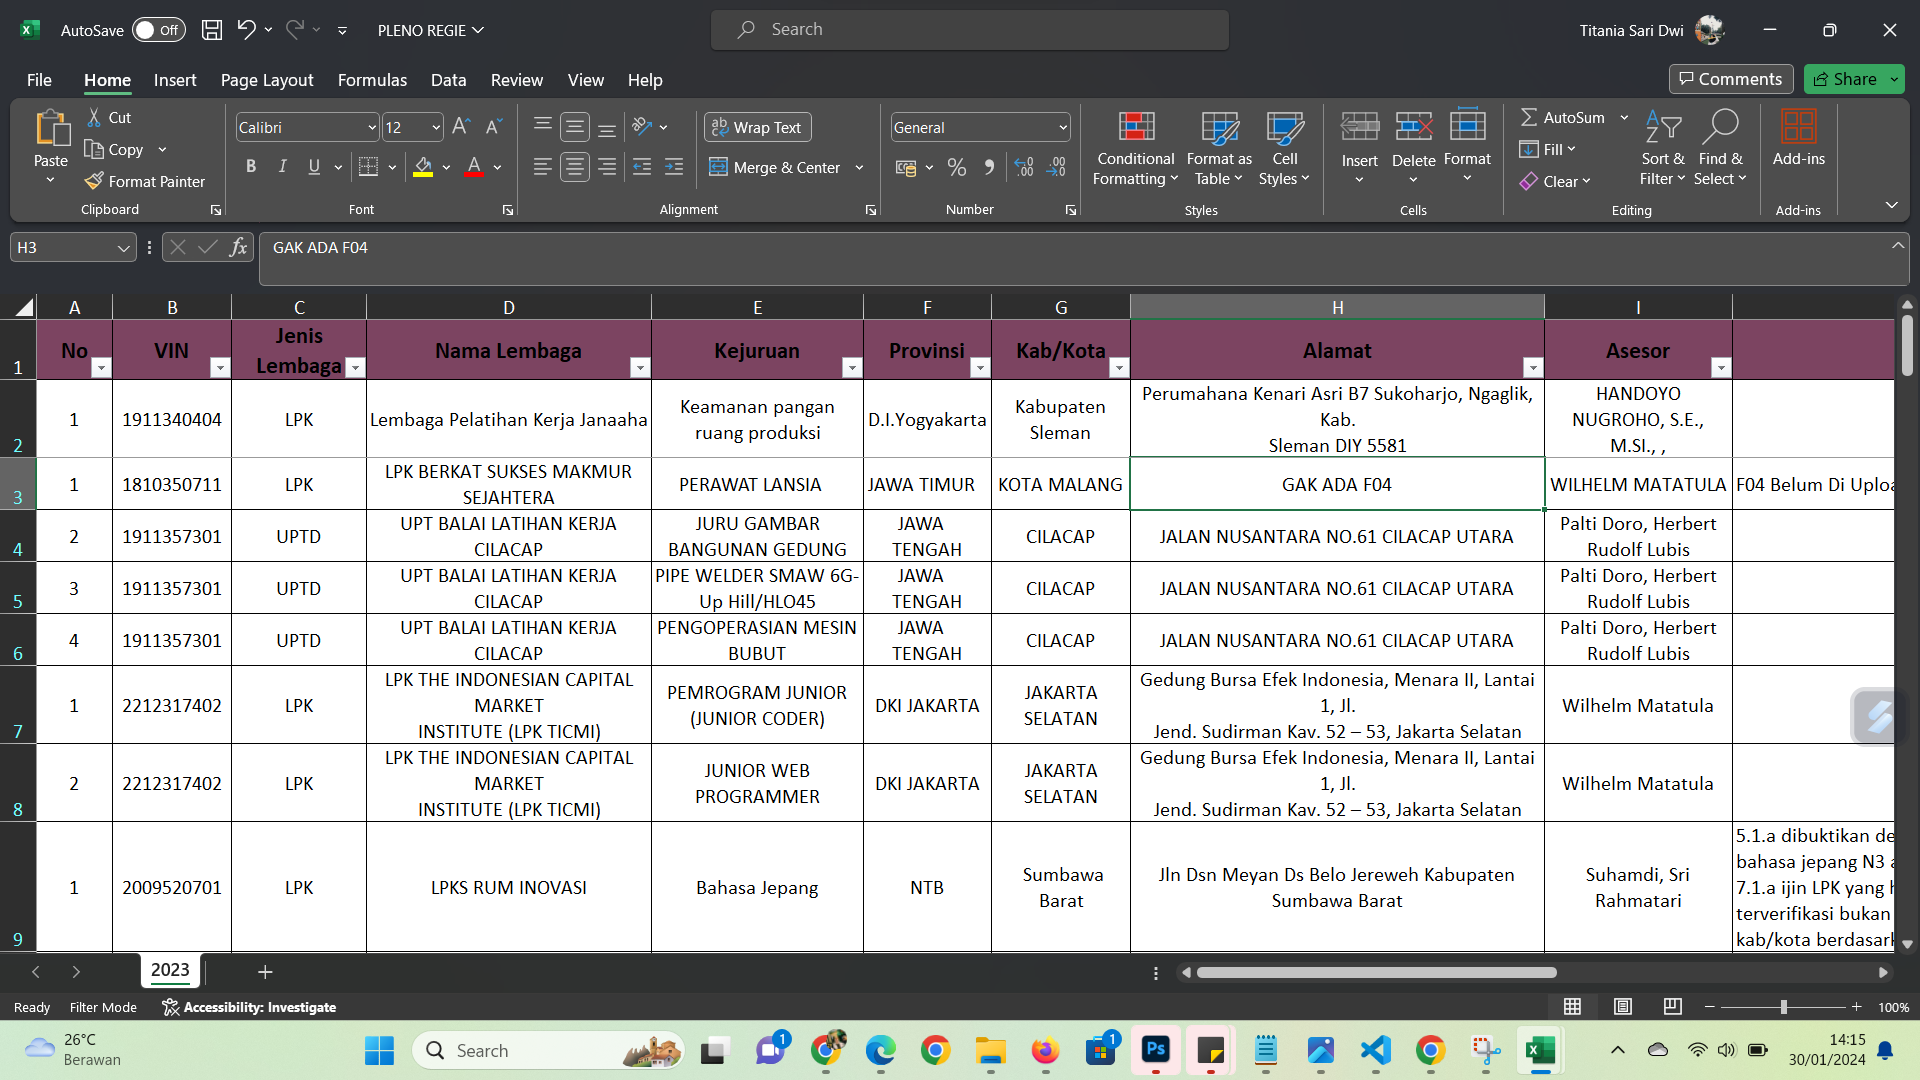 AutoSave Off PLENO REGIE Search Titania Sari Dwi
File Home Insert Page Layout Formulas Data Review View Help Comments Share
Paste Cut Copy Format Painter Clipboard
Calibri 12 A A B I U A Font
ab Wrap Text Merge & Center Alignment
General % , .00 .00 Number
Conditional Formatting Format as Table Cell Styles Styles
Insert Delete Format Cells
AutoSum Fill Clear Sort & Filter Find & Select Editing
Add-ins Add-ins
H3 fx GAK ADA F04
A B C D E F G H I
1 No VIN Jenis Lembaga Nama Lembaga Kejuruan Provinsi Kab/Kota Alamat Asesor
2 1 1911340404 LPK Lembaga Pelatihan Kerja Janaaha Keamanan pangan ruang produksi D.I.Yogyakarta Kabupaten Sleman Perumahana Kenari Asri B7 Sukoharjo, Ngaglik, Kab. Sleman DIY 5581 HANDOYO NUGROHO, S.E., M.SI., ,
3 1 1810350711 LPK LPK BERKAT SUKSES MAKMUR SEJAHTERA PERAWAT LANSIA JAWA TIMUR KOTA MALANG GAK ADA F04 WILHELM MATATULA F04 Belum Di Uploa
4 2 1911357301 UPTD UPT BALAI LATIHAN KERJA CILACAP JURU GAMBAR BANGUNAN GEDUNG JAWA TENGAH CILACAP JALAN NUSANTARA NO.61 CILACAP UTARA Palti Doro, Herbert Rudolf Lubis
5 3 1911357301 UPTD UPT BALAI LATIHAN KERJA CILACAP PIPE WELDER SMAW 6G-Up Hill/HLO45 JAWA TENGAH CILACAP JALAN NUSANTARA NO.61 CILACAP UTARA Palti Doro, Herbert Rudolf Lubis
6 4 1911357301 UPTD UPT BALAI LATIHAN KERJA CILACAP PENGOPERASIAN MESIN BUBUT JAWA TENGAH CILACAP JALAN NUSANTARA NO.61 CILACAP UTARA Palti Doro, Herbert Rudolf Lubis
7 1 2212317402 LPK LPK THE INDONESIAN CAPITAL MARKET INSTITUTE (LPK TICMI) PEMROGRAM JUNIOR (JUNIOR CODER) DKI JAKARTA JAKARTA SELATAN Gedung Bursa Efek Indonesia, Menara II, Lantai 1, Jl. Jend. Sudirman Kav. 52 – 53, Jakarta Selatan Wilhelm Matatula
8 2 2212317402 LPK LPK THE INDONESIAN CAPITAL MARKET INSTITUTE (LPK TICMI) JUNIOR WEB PROGRAMMER DKI JAKARTA JAKARTA SELATAN Gedung Bursa Efek Indonesia, Menara II, Lantai 1, Jl. Jend. Sudirman Kav. 52 – 53, Jakarta Selatan Wilhelm Matatula
9 1 2009520701 LPK LPKS RUM INOVASI Bahasa Jepang NTB Sumbawa Barat Jln Dsn Meyan Ds Belo Jereweh Kabupaten Sumbawa Barat Suhamdi, Sri Rahmatari
5.1.a dibuktikan de
bahasa jepang N3 a
7.1.a ijin LPK yang h
terverifikasi bukan
kab/kota berdasark
2023
Ready Filter Mode Accessibility: Investigate 100%
26°C Berawan Search 1 1 Ps 14:15
30/01/2024